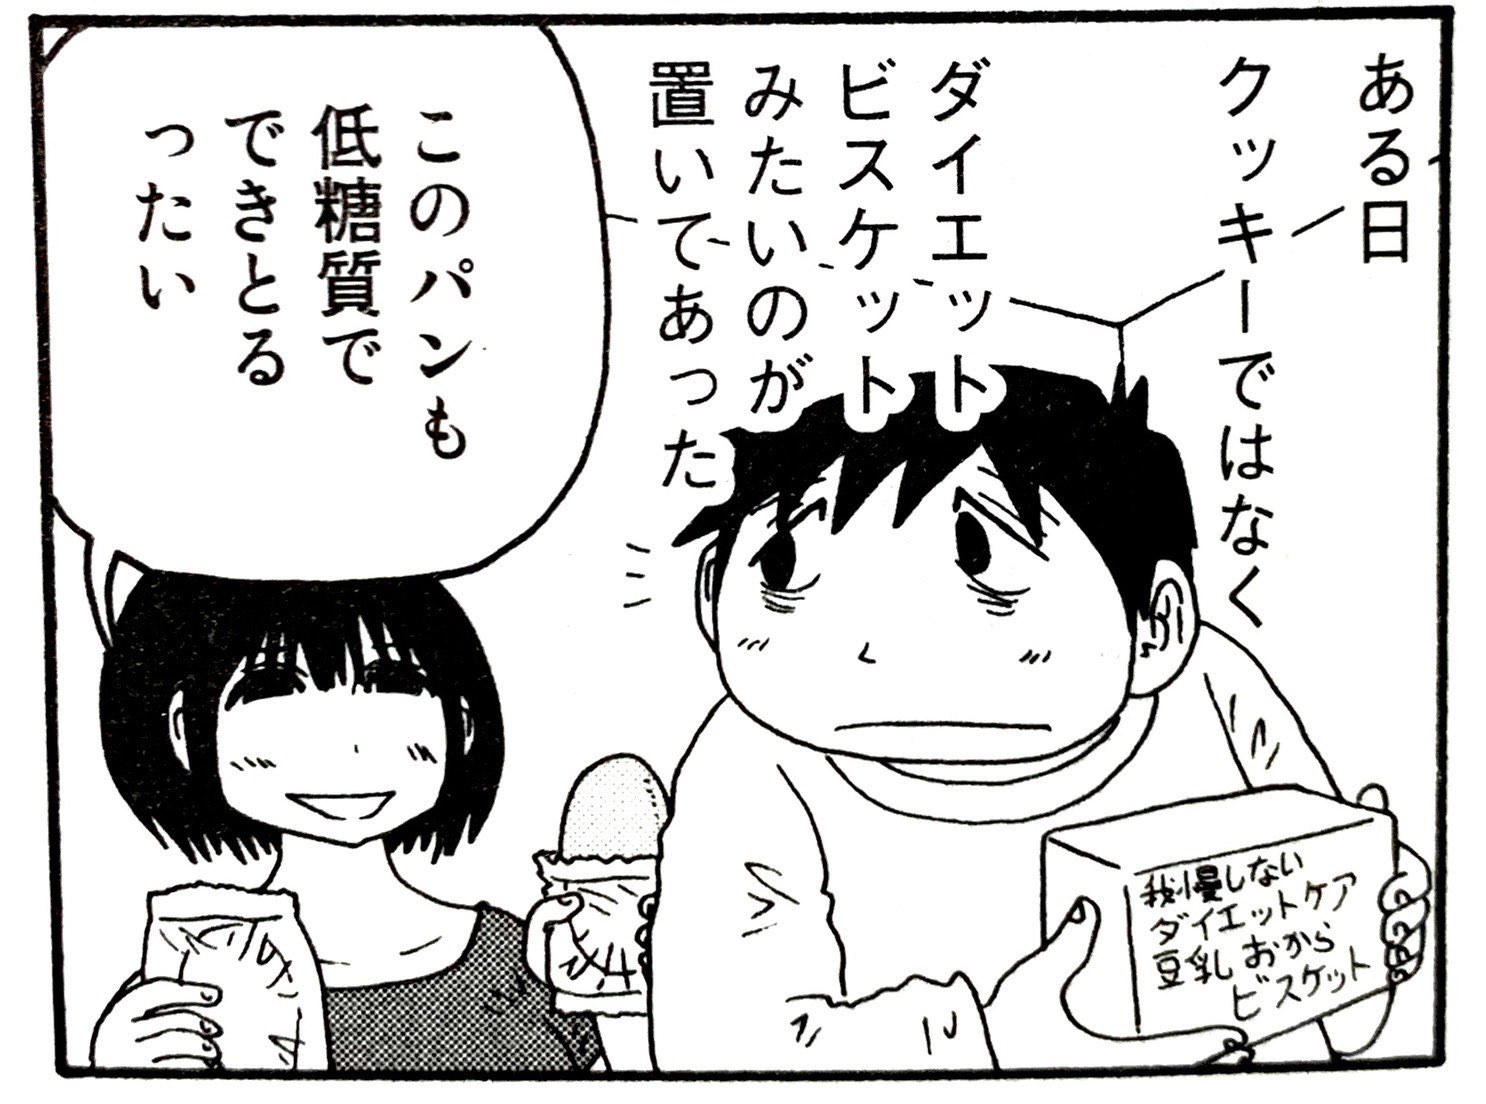 ある日
クッキーではなく
ダイエット
ビスケット
みたいのが
置いてあった
我慢しない
ダイエットケア
豆乳おから
ビスケット
このパンも
低糖質で
できとる
ったい